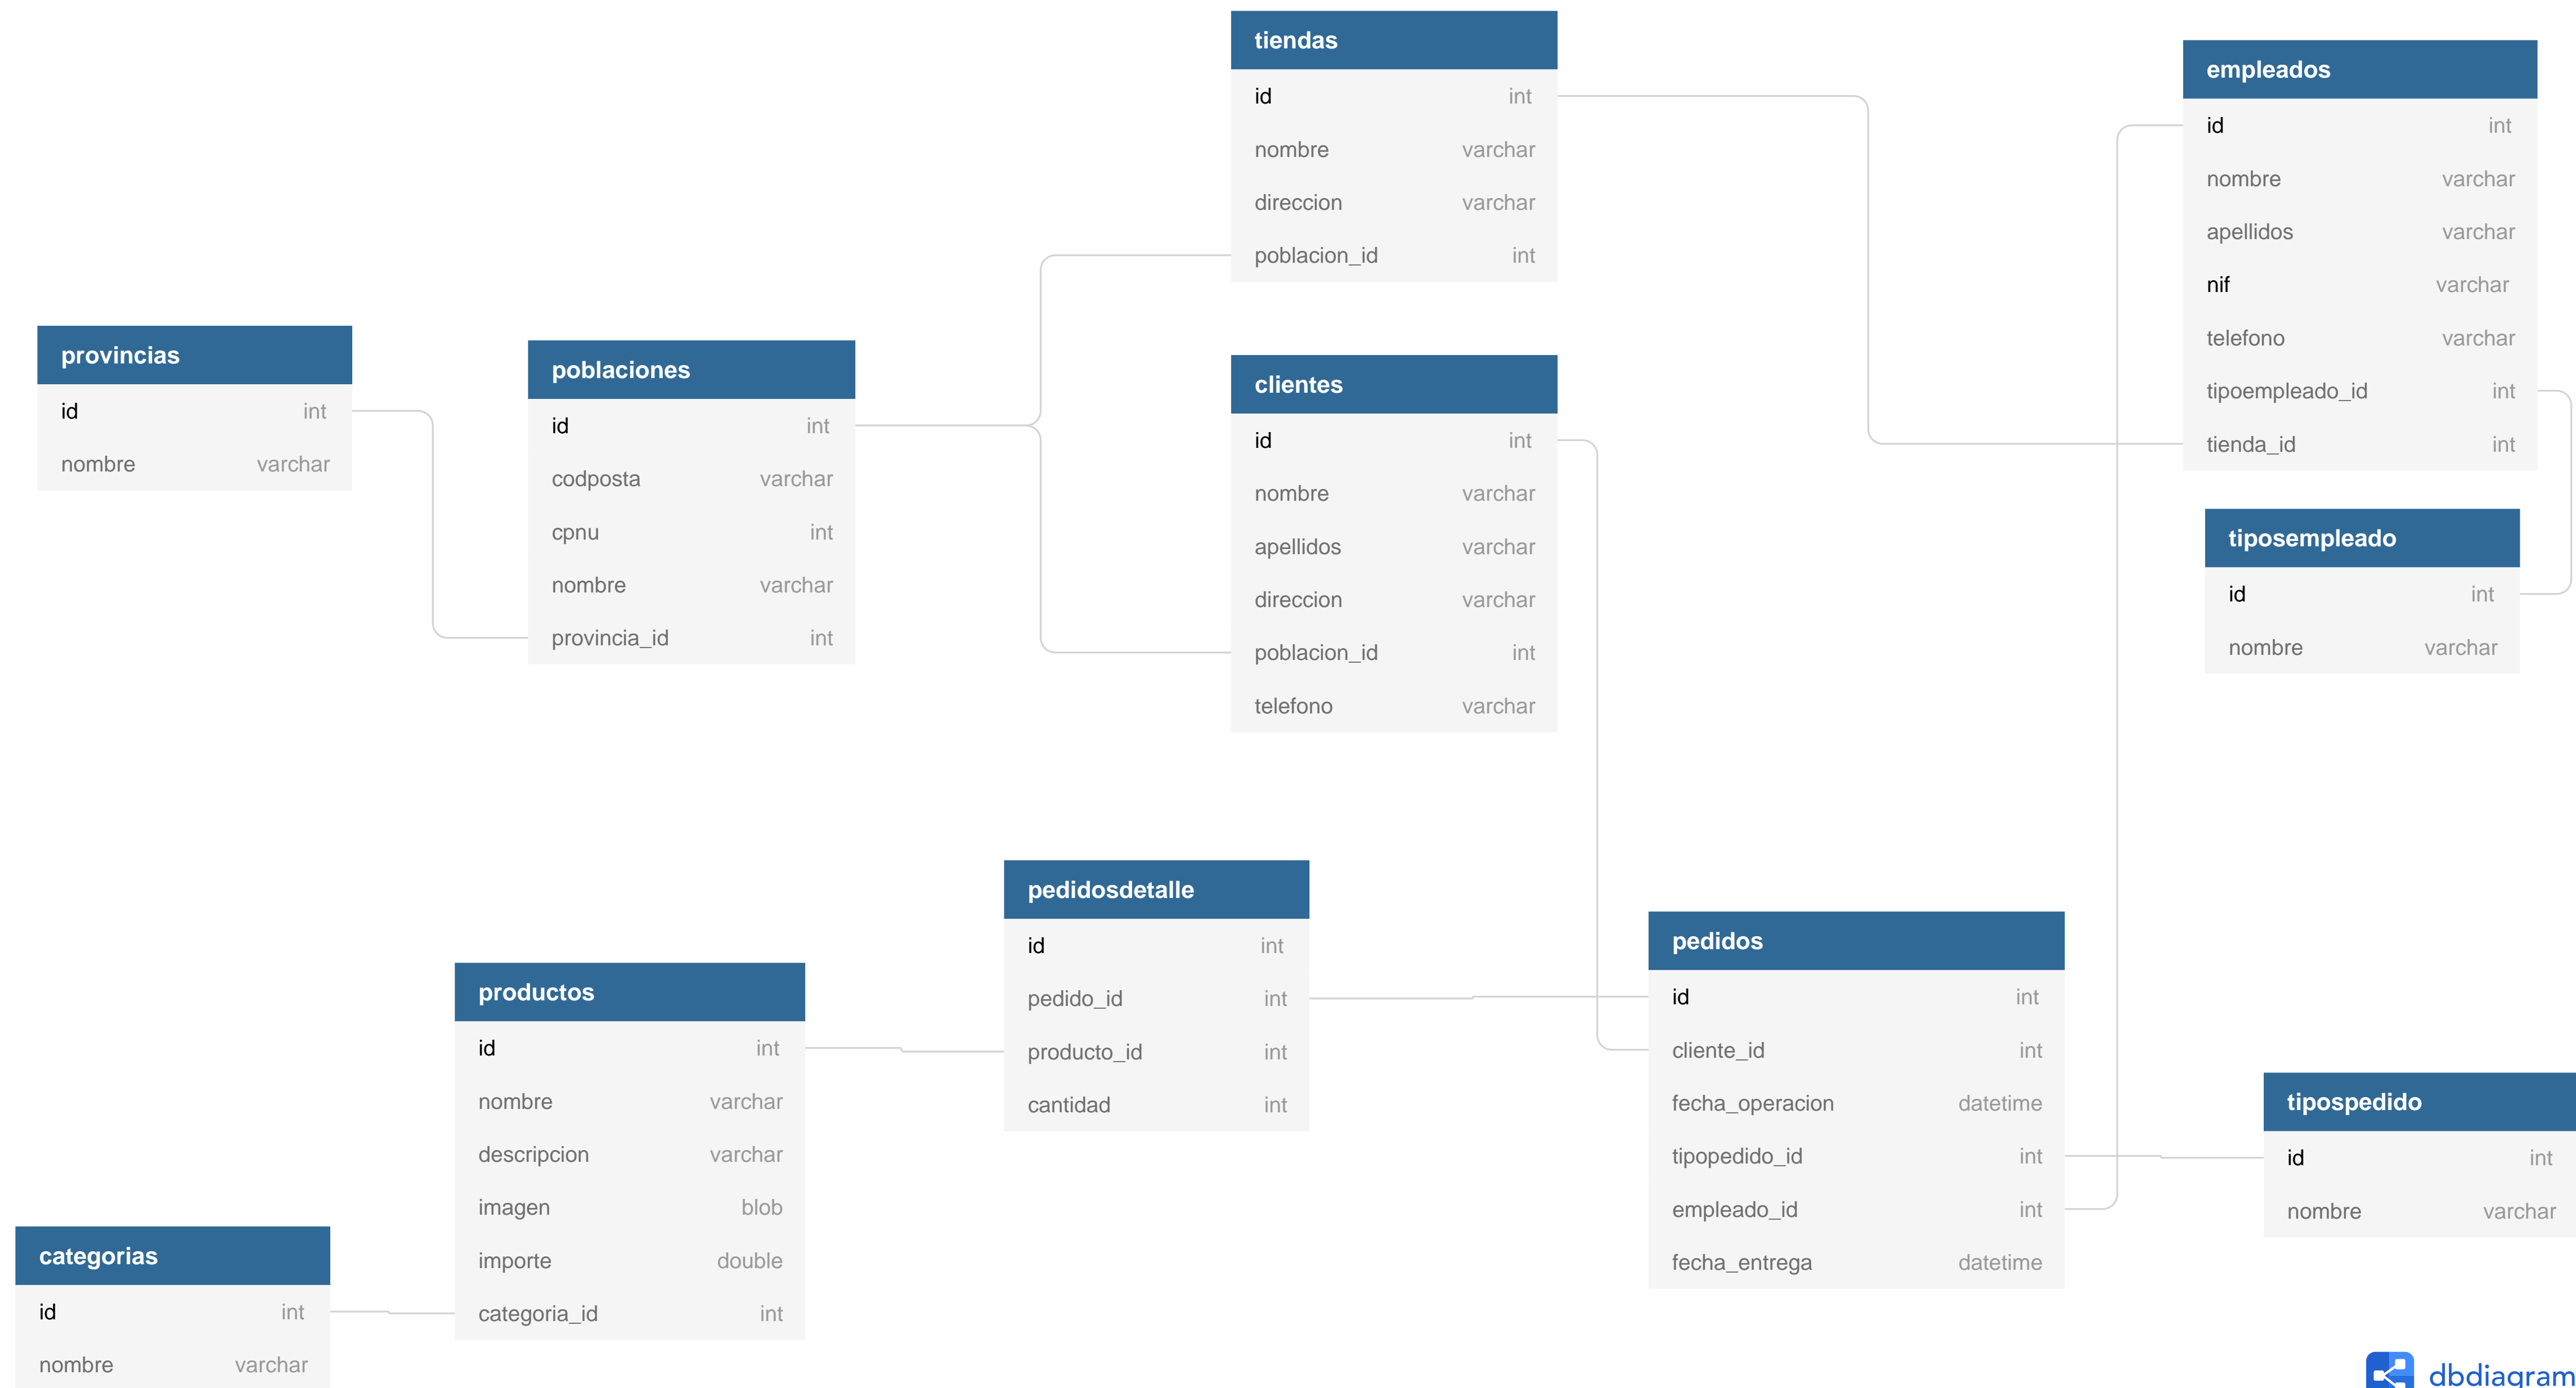 tiendas
id int
nombre varchar
direccion varchar
poblacion_id int
empleados
id int
nombre varchar
apellidos varchar
nif varchar
telefono varchar
tipoempleado_id int
tienda_id int
provincias
id int
nombre varchar
poblaciones
id int
codposta varchar
cpnu int
nombre varchar
provincia_id int
clientes
id int
nombre varchar
apellidos varchar
direccion varchar
poblacion_id int
telefono varchar
tiposempleado
id int
nombre varchar
pedidosdetalle
id int
pedido_id int
producto_id int
cantidad int
pedidos
id int
cliente_id int
fecha_operacion datetime
tipopedido_id int
empleado_id int
fecha_entrega datetime
productos
id int
nombre varchar
descripcion varchar
imagen blob
importe double
categoria_id int
tipospedido
id int
nombre varchar
categorias
id int
nombre varchar
dbdiagram